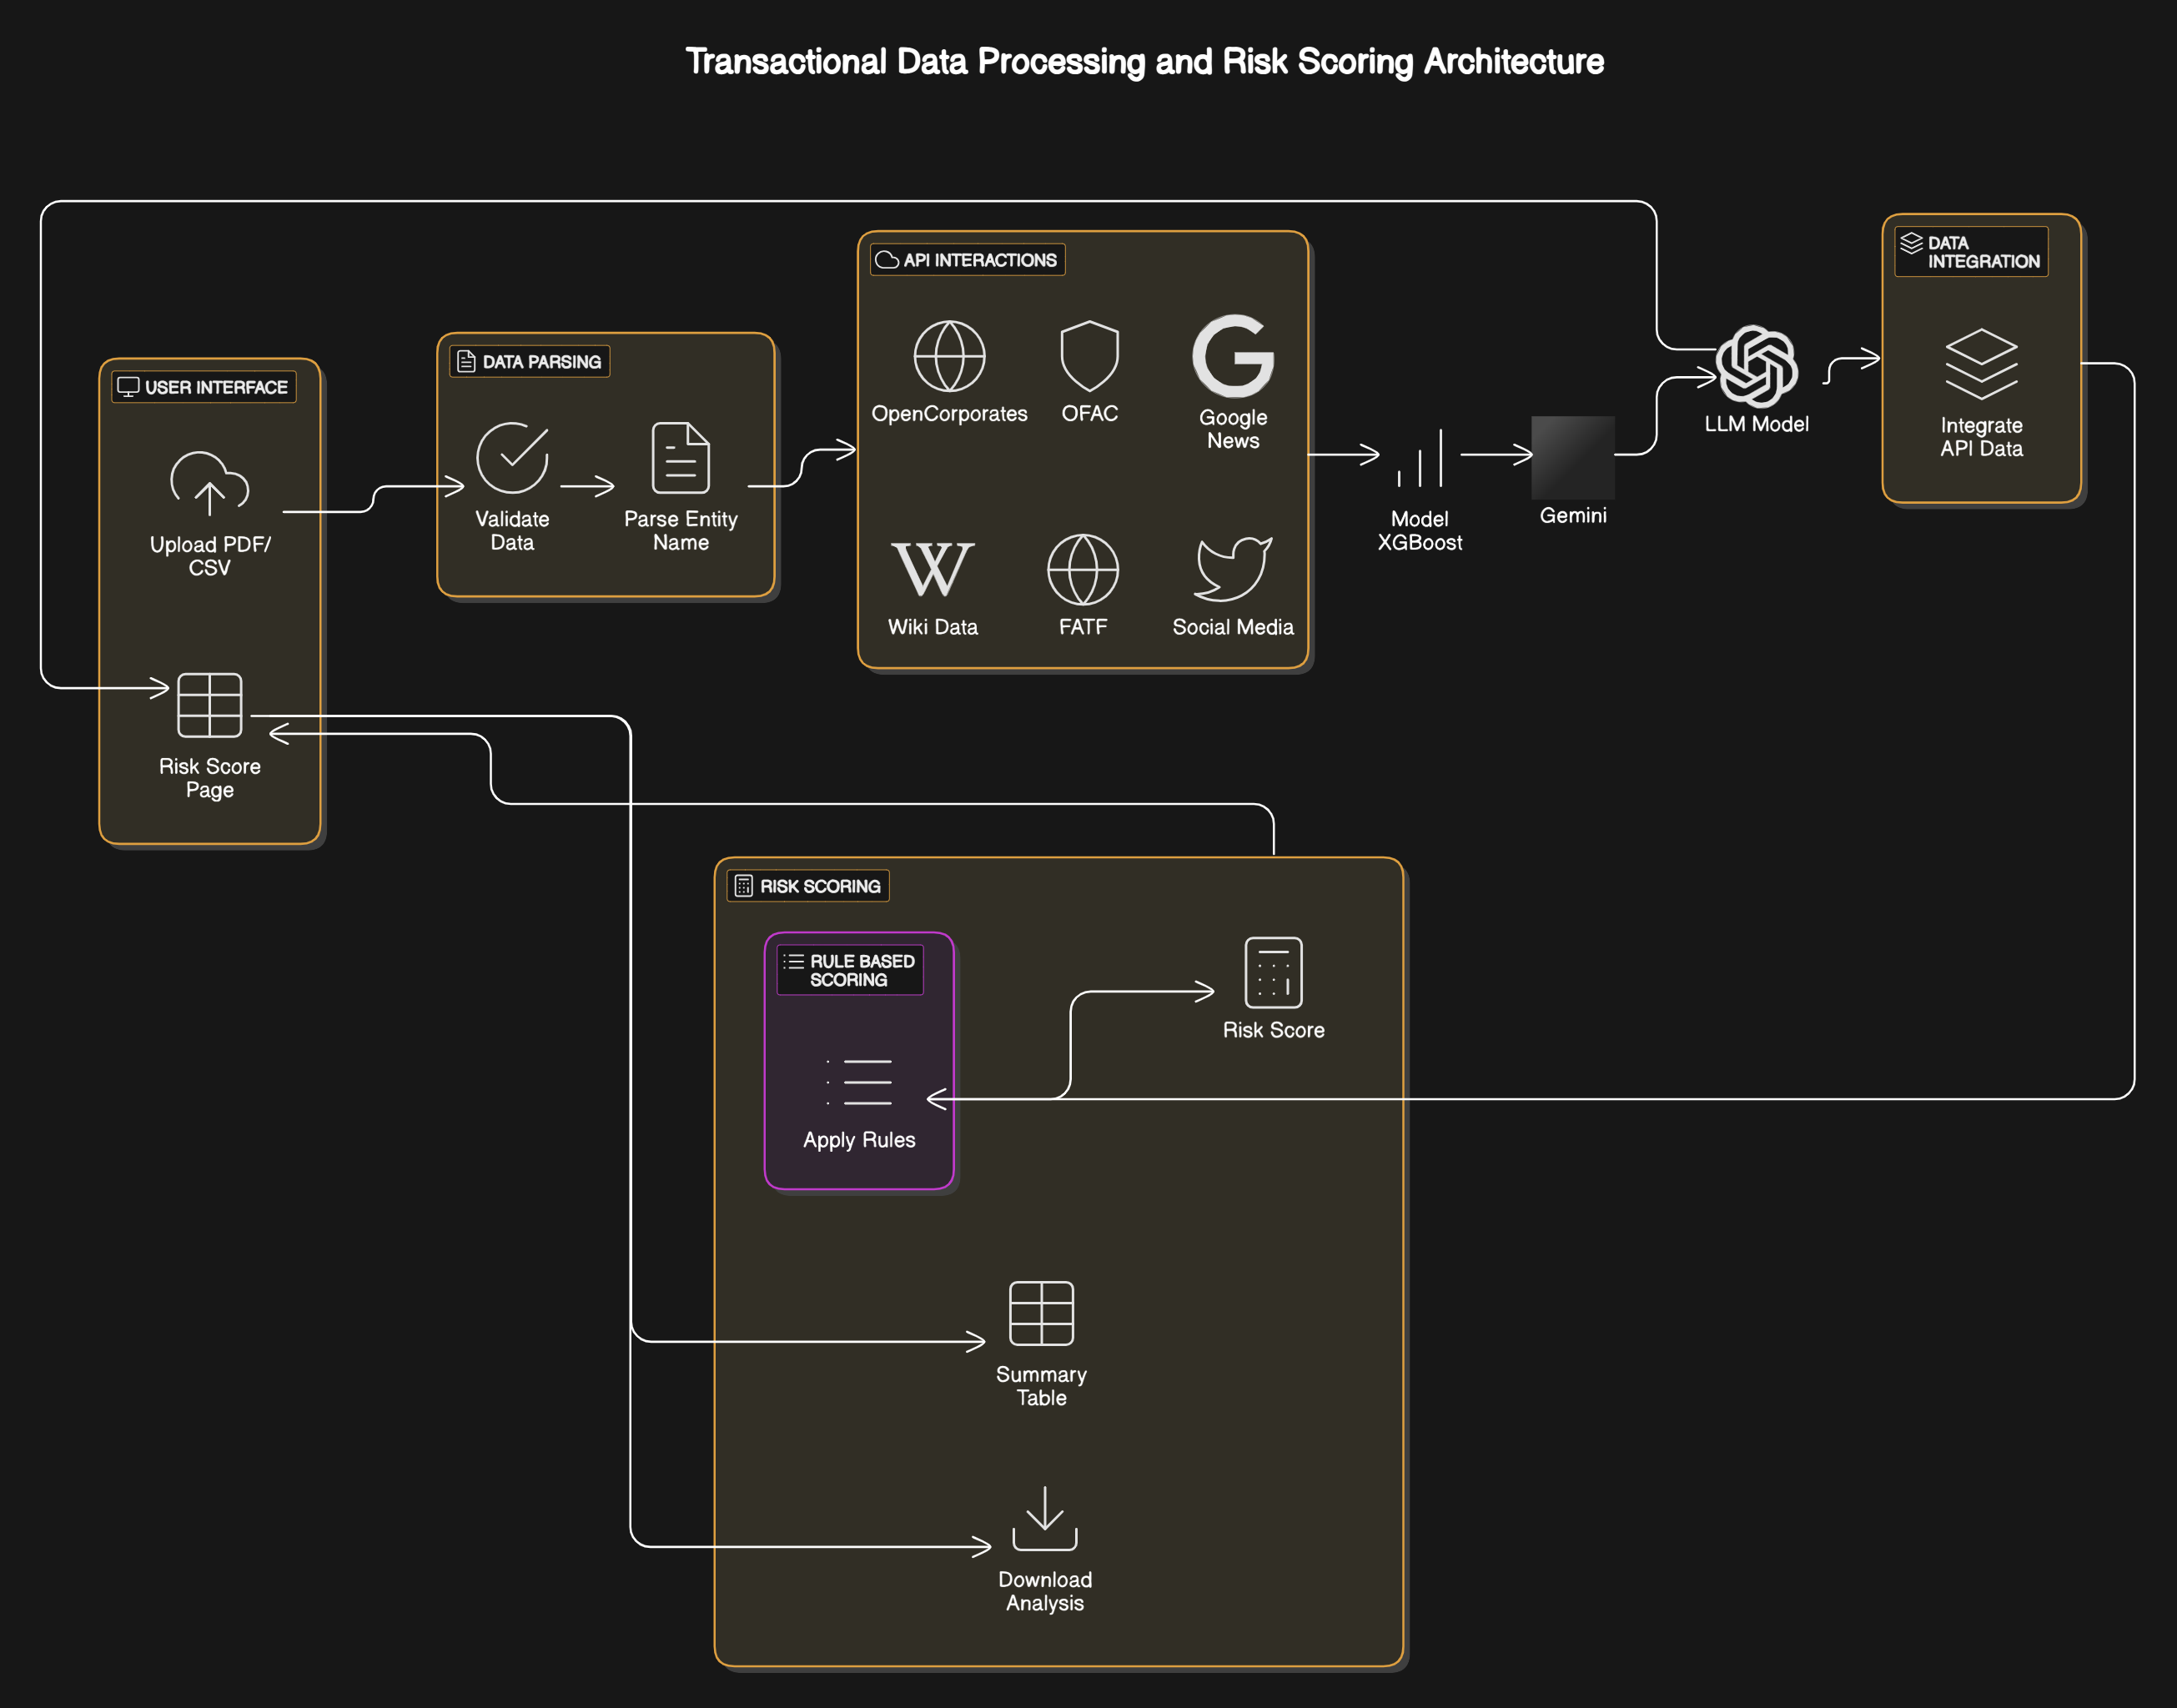 Transactional Data Processing and Risk Scoring Architecture
USER INTERFACE
Upload PDF/
CSV
Risk Score
Page
DATA PARSING
Validate
Data
Parse Entity
Name
API INTERACTIONS
OpenCorporates
OFAC
Google
News
Wiki Data
FATF
Social Media
Model
XGBoost
Gemini
LLM Model
DATA
INTEGRATION
Integrate
API Data
RISK SCORING
RULE BASED
SCORING
Apply Rules
Risk Score
Summary
Table
Download
Analysis